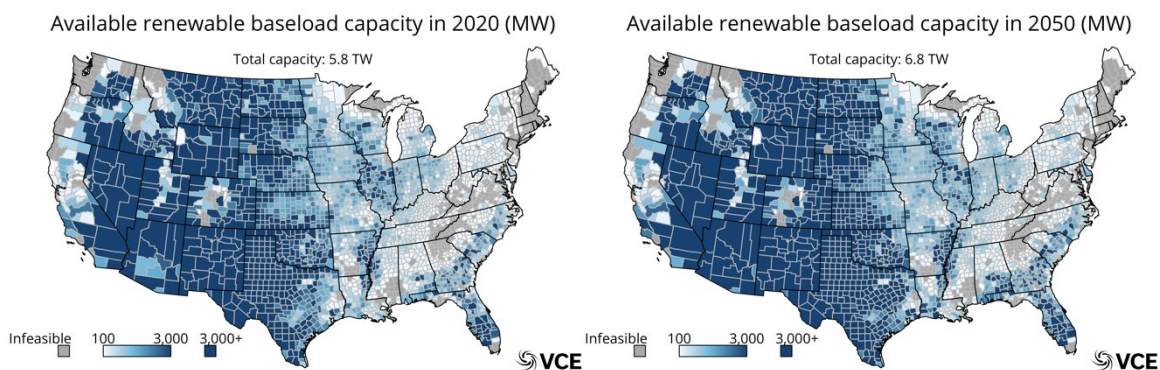 Available renewable baseload capacity in 2020 (MW)
Total capacity: 5.8 TW
Infeasible
100
3,000
3,000+
VCE
Available renewable baseload capacity in 2050 (MW)
Total capacity: 6.8 TW
Infeasible
100
3,000
3,000+
VCE